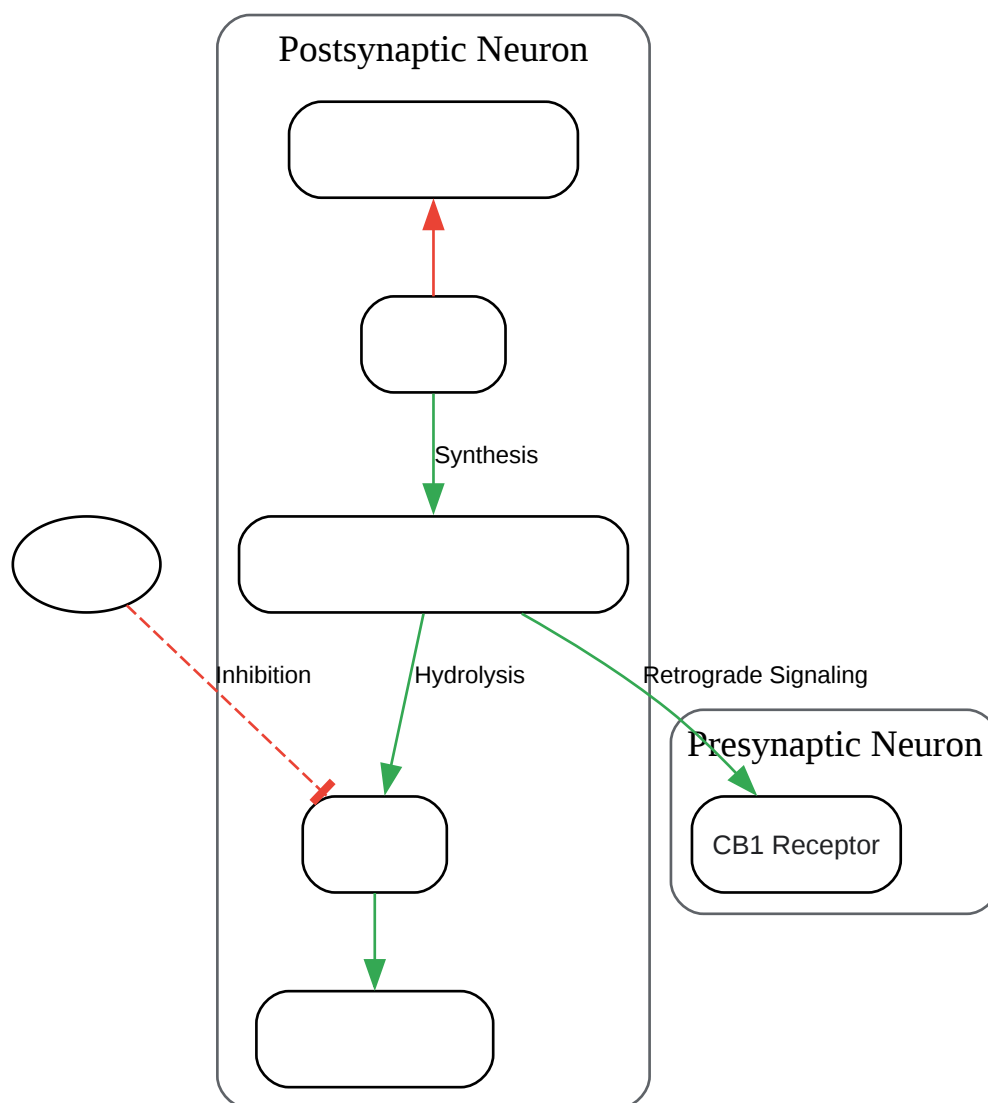 Postsynaptic Neuron
Synthesis
Inhibition
Hydrolysis
Retrograde Signaling
Presynaptic Neuron
CB1 Receptor